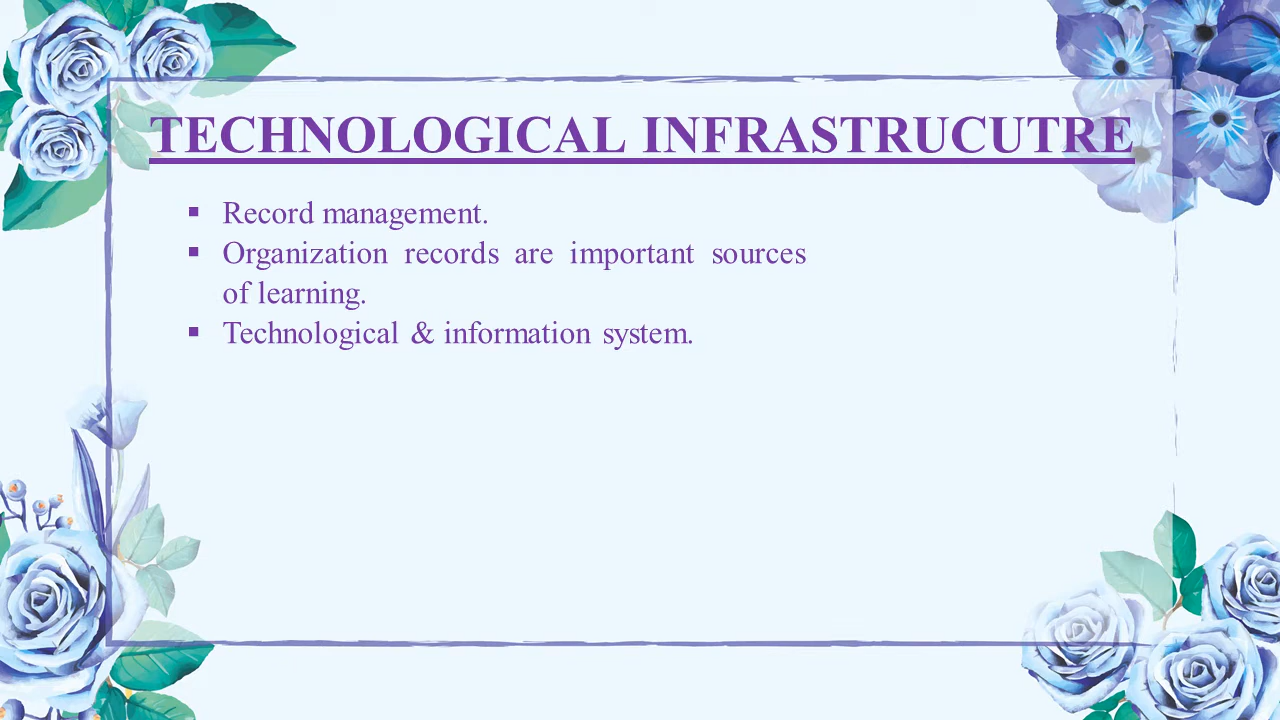 TECHNOLOGICAL INFRASTRUCUTRE
▪ Record management.
▪ Organization records are important sources
of learning.
▪ Technological & information system.